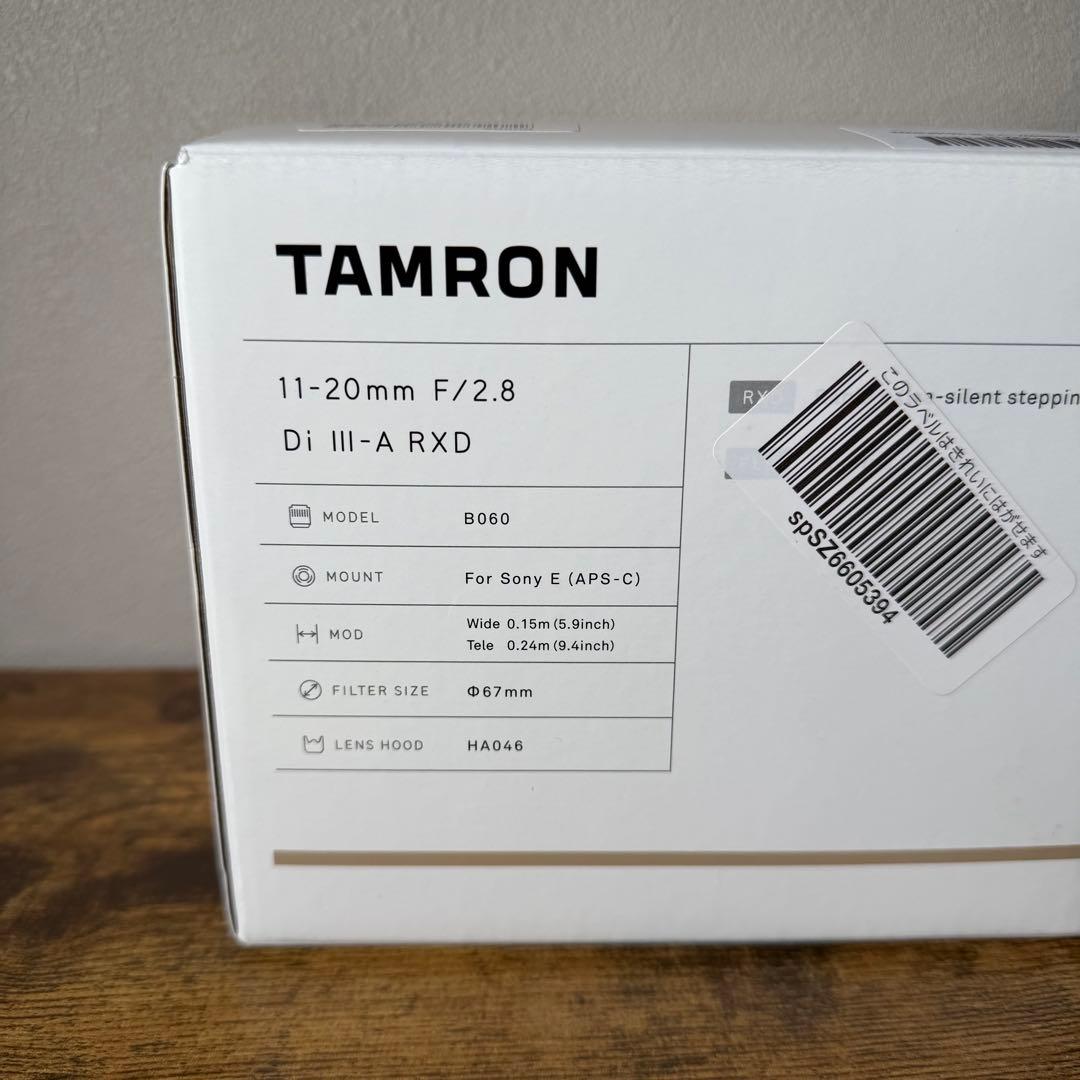 TAMRON
11-20mm F/2.8
Di III-A RXD
MODEL B060
MOUNT For Sony E (APS-C)
MOD Wide 0.15m (5.9inch)
Tele 0.24m (9.4inch)
FILTER SIZE Φ67mm
LENS HOOD HA046
RXD
-silent steppin
このラベルはきれいにはがせます
spSZ6605394